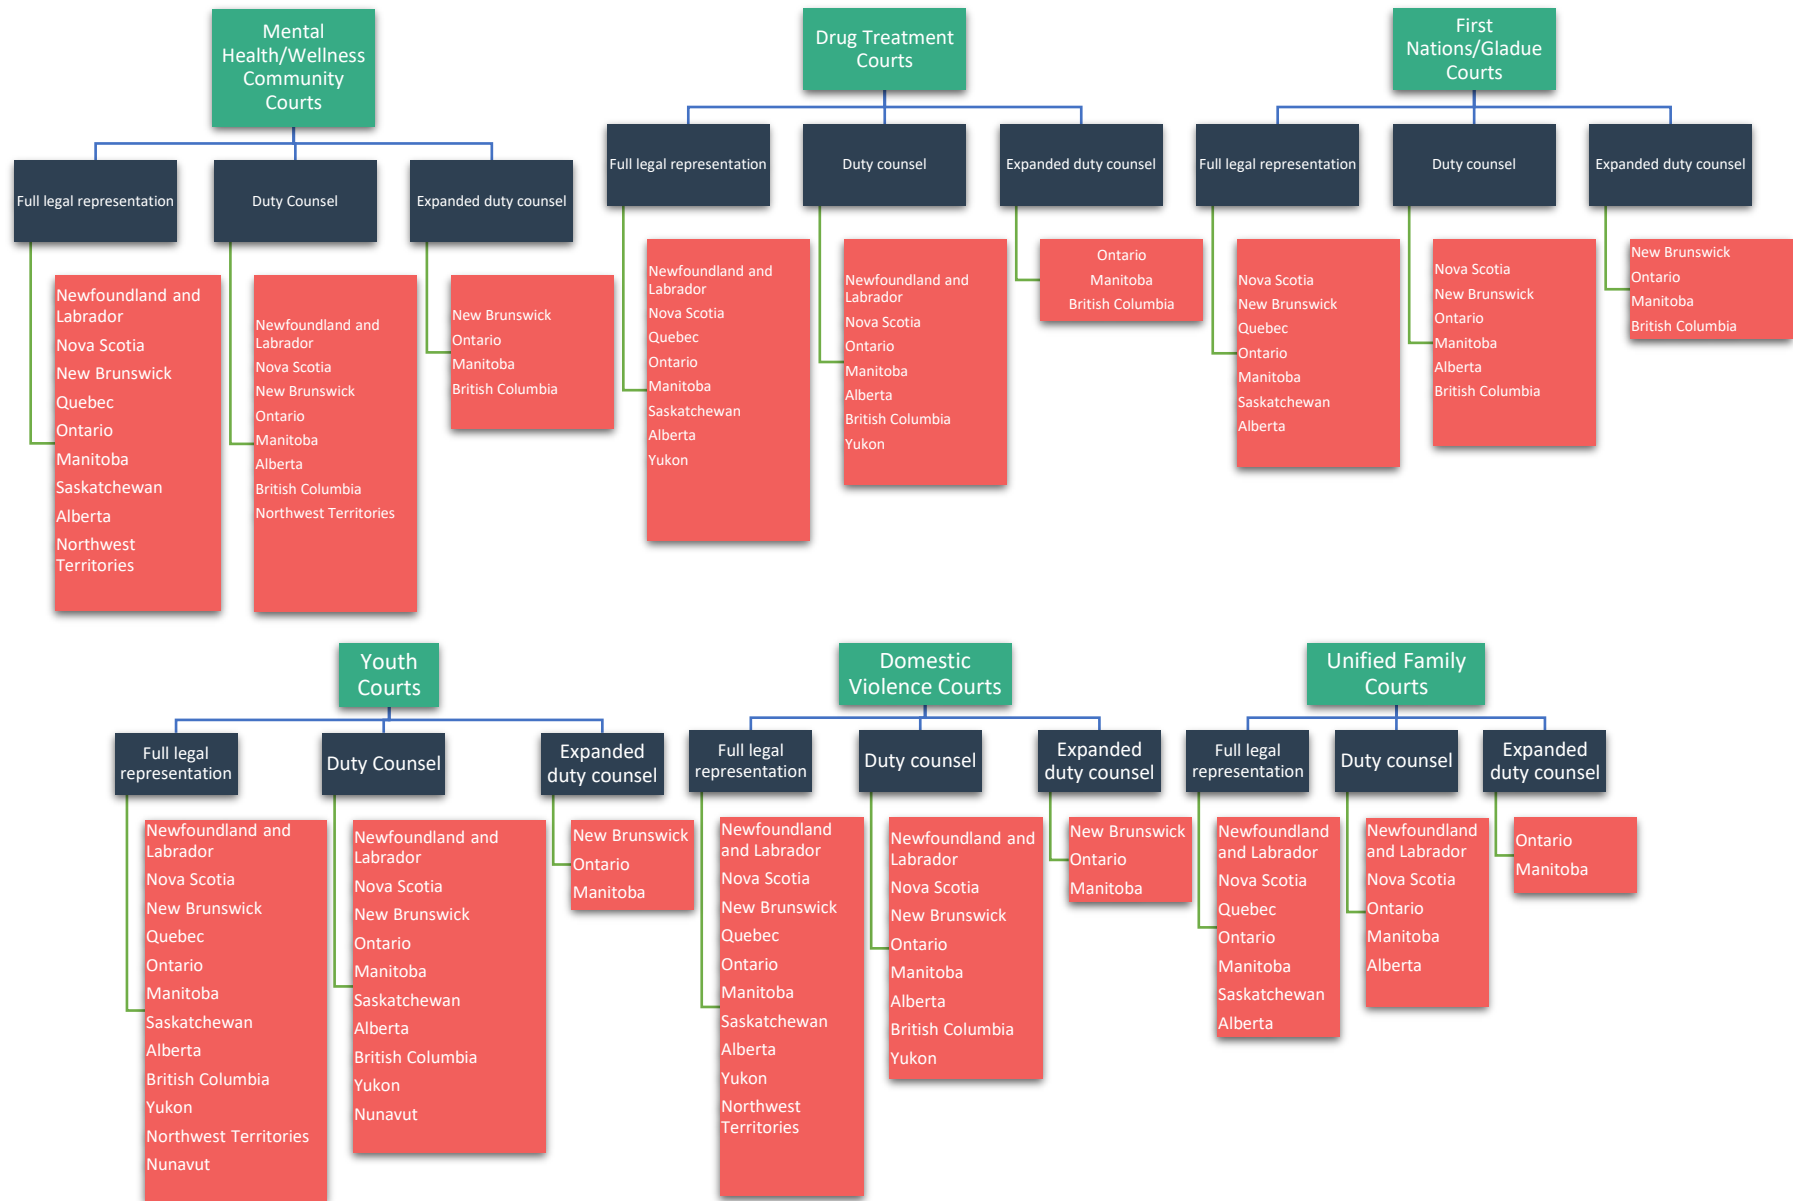 Mental
Health/Wellness
Community
Courts
Full legal representation
Newfoundland and
Labrador
Nova Scotia
New Brunswick
Quebec
Ontario
Manitoba
Saskatchewan
Alberta
Northwest
Territories
Duty Counsel
Newfoundland and
Labrador
Nova Scotia
New Brunswick
Ontario
Manitoba
Alberta
British Columbia
Northwest Territories
Expanded duty counsel
New Brunswick
Ontario
Manitoba
British Columbia
Drug Treatment
Courts
Full legal representation
Newfoundland and
Labrador
Nova Scotia
Quebec
Ontario
Manitoba
Saskatchewan
Alberta
Yukon
Duty counsel
Newfoundland and
Labrador
Nova Scotia
Ontario
Manitoba
Alberta
British Columbia
Yukon
Expanded duty counsel
Ontario
Manitoba
British Columbia
First
Nations/Gladue
Courts
Full legal representation
Nova Scotia
New Brunswick
Quebec
Ontario
Manitoba
Saskatchewan
Alberta
Duty counsel
Nova Scotia
New Brunswick
Ontario
Manitoba
Alberta
British Columbia
Expanded duty counsel
New Brunswick
Ontario
Manitoba
British Columbia
Youth
Courts
Full legal
representation
Newfoundland and
Labrador
Nova Scotia
New Brunswick
Quebec
Ontario
Manitoba
Saskatchewan
Alberta
British Columbia
Yukon
Northwest Territories
Nunavut
Duty Counsel
Newfoundland and
Labrador
Nova Scotia
New Brunswick
Ontario
Manitoba
Saskatchewan
Alberta
British Columbia
Yukon
Nunavut
Expanded
duty counsel
New Brunswick
Ontario
Manitoba
Domestic
Violence Courts
Full legal
representation
Newfoundland
and Labrador
Nova Scotia
New Brunswick
Quebec
Ontario
Manitoba
Saskatchewan
Alberta
Yukon
Northwest
Territories
Duty counsel
Newfoundland and
Labrador
Nova Scotia
New Brunswick
Ontario
Manitoba
Alberta
British Columbia
Yukon
Expanded
duty counsel
New Brunswick
Ontario
Manitoba
Unified Family
Courts
Full legal
representation
Newfoundland
and Labrador
Nova Scotia
Quebec
Ontario
Manitoba
Saskatchewan
Alberta
Duty counsel
Newfoundland
and Labrador
Nova Scotia
Ontario
Manitoba
Alberta
Expanded
duty counsel
Ontario
Manitoba